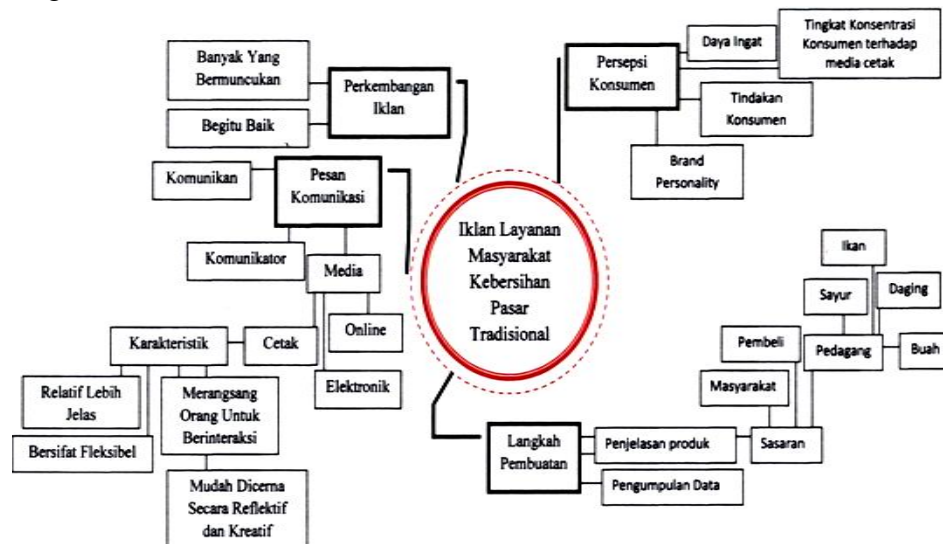 Banyak Yang
Bermuncukan
Perkembangan
Iklan
Begitu Baik
Komunikan
Pesan
Komunikasi
Komunikator
Media
Online
Elektronik
Cetak
Karakteristik
Relatif Lebih
Jelas
Bersifat Fleksibel
Merangsang
Orang Untuk
Berinteraksi
Mudah Dicerna
Secara Reflektif
dan Kreatif
Iklan Layanan
Masyarakat
Kebersihan
Pasar
Tradisional
Persepsi
Konsumen
Daya Ingat
Tingkat Konsentrasi
Konsumen terhadap
media cetak
Tindakan
Konsumen
Brand
Personality
Langkah
Pembuatan
Penjelasan produk
Pengumpulan Data
Sasaran
Masyarakat
Pembeli
Pedagang
Sayur
Ikan
Daging
Buah